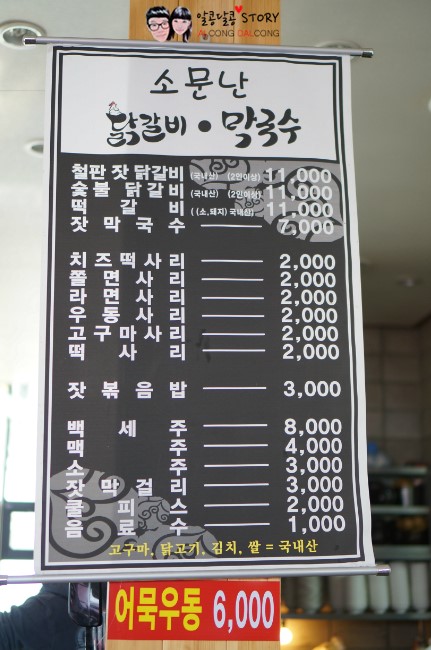 알콩달콩 STORY
ALCONG DALCONG
소문난
닭갈비 • 막국수
철판 잣 닭갈비 (국내산) (2인이상) 11,000
숯불 닭갈비 (국내산) (2인이상) 11,000
떡갈비 ((소,돼지) 국내산) 11,000
잣막국수 7,000
치즈떡사리 2,000
쫄면사리 2,000
라면사리 2,000
우동사리 2,000
고구마사리 2,000
떡사리 2,000
잣볶음밥 3,000
백세주 8,000
맥주 4,000
소주 3,000
잣막걸리 3,000
쿨피스 2,000
음료수 1,000
고구마, 닭고기, 김치, 쌀 = 국내산
어묵우동 6,000